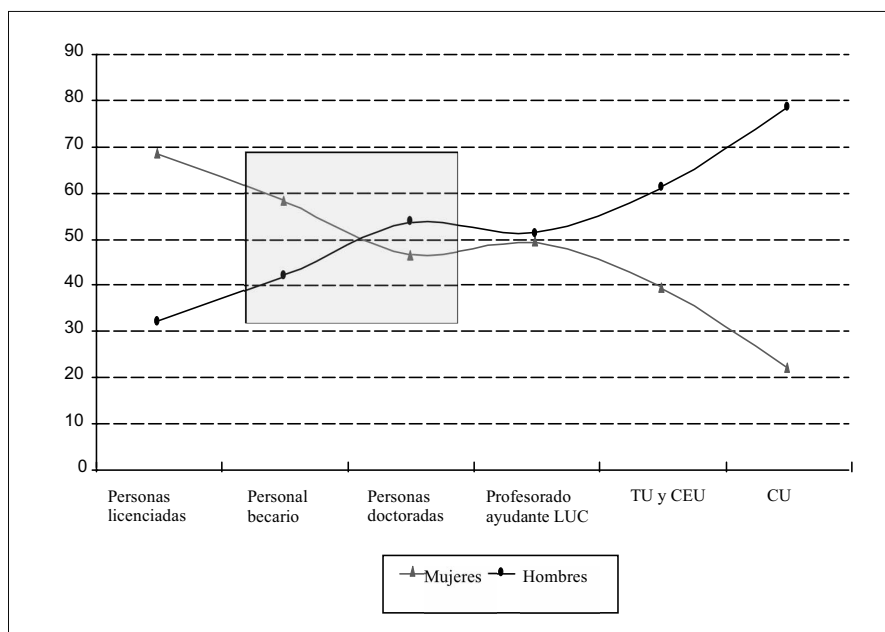 90
80
70
60
50
40
30
20
10
0
Personas
licenciadas
Personal
becario
Personas
doctoradas
Profesorado
ayudante LUC
TU y CEU
CU
Mujeres
Hombres